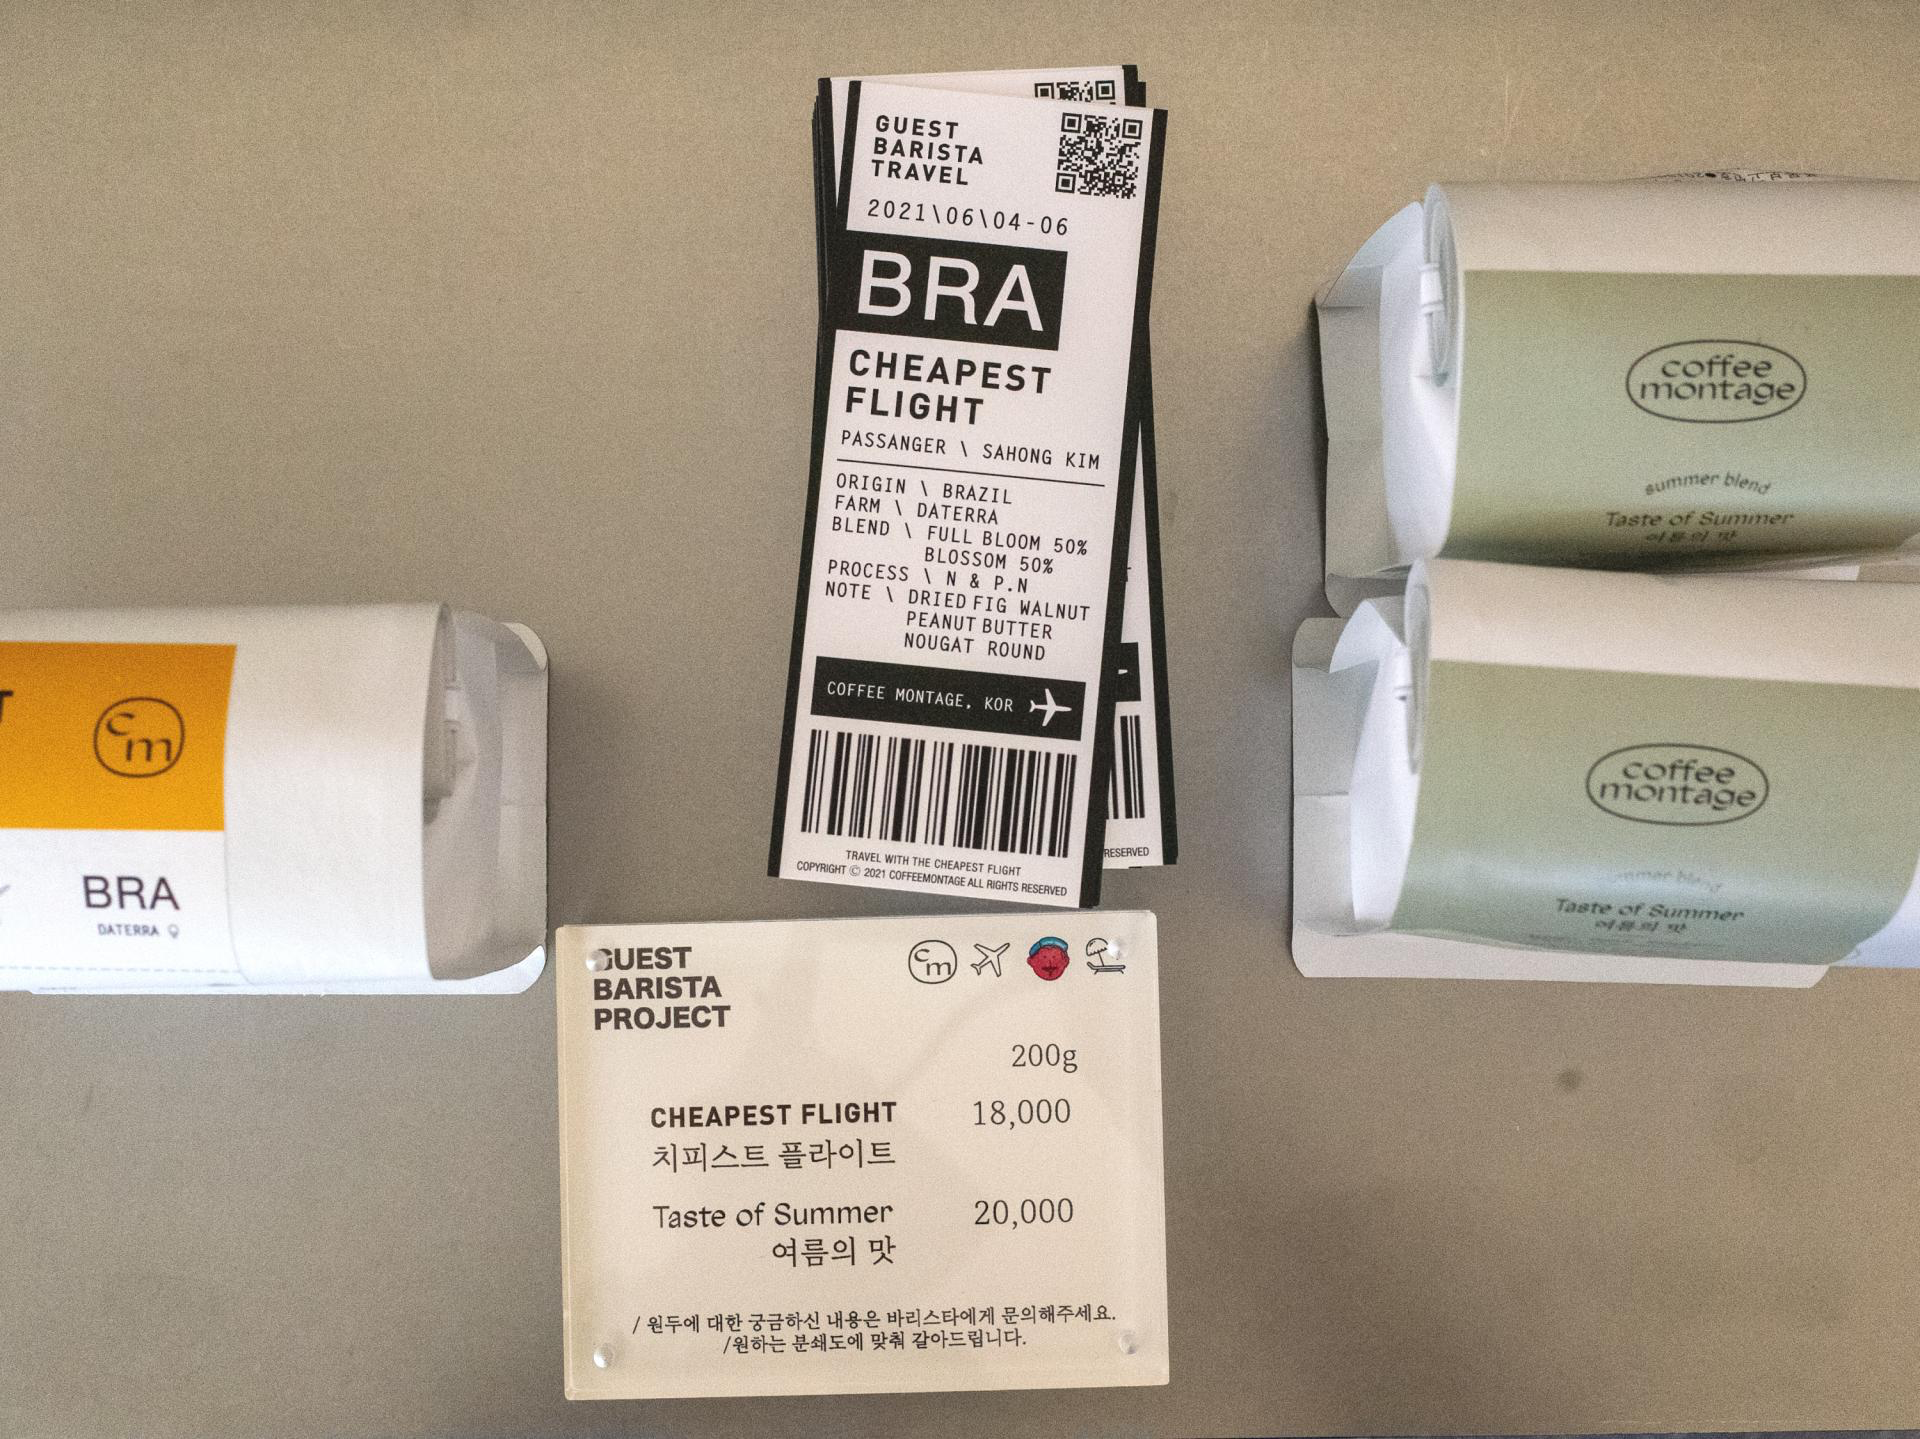 GUEST
BARISTA
TRAVEL
2021\06\04-06
BRA
CHEAPEST
FLIGHT
PASSANGER \ SAHONG KIM
ORIGIN \ BRAZIL
FARM \ DATERRA
BLEND \ FULL BLOOM 50%
BLOSSOM 50%
PROCESS \ N & P.N
NOTE \ DRIED FIG WALNUT
PEANUT BUTTER
NOUGAT ROUND
COFFEE MONTAGE, KOR
TRAVEL WITH THE CHEAPEST FLIGHT
COPYRIGHT © 2021 COFFEEMONTAGE ALL RIGHTS RESERVED
RESERVED
cm
BRA
DATERRA
coffee
montage
summer blend
Taste of Summer
여름의 맛
coffee
montage
summer blend
Taste of Summer
여름의 맛
GUEST
BARISTA
PROJECT
cm
200g
CHEAPEST FLIGHT 18,000
치피스트 플라이트
Taste of Summer 20,000
여름의 맛
/ 원두에 대한 궁금하신 내용은 바리스타에게 문의해주세요.
/원하는 분쇄도에 맞춰 갈아드립니다.